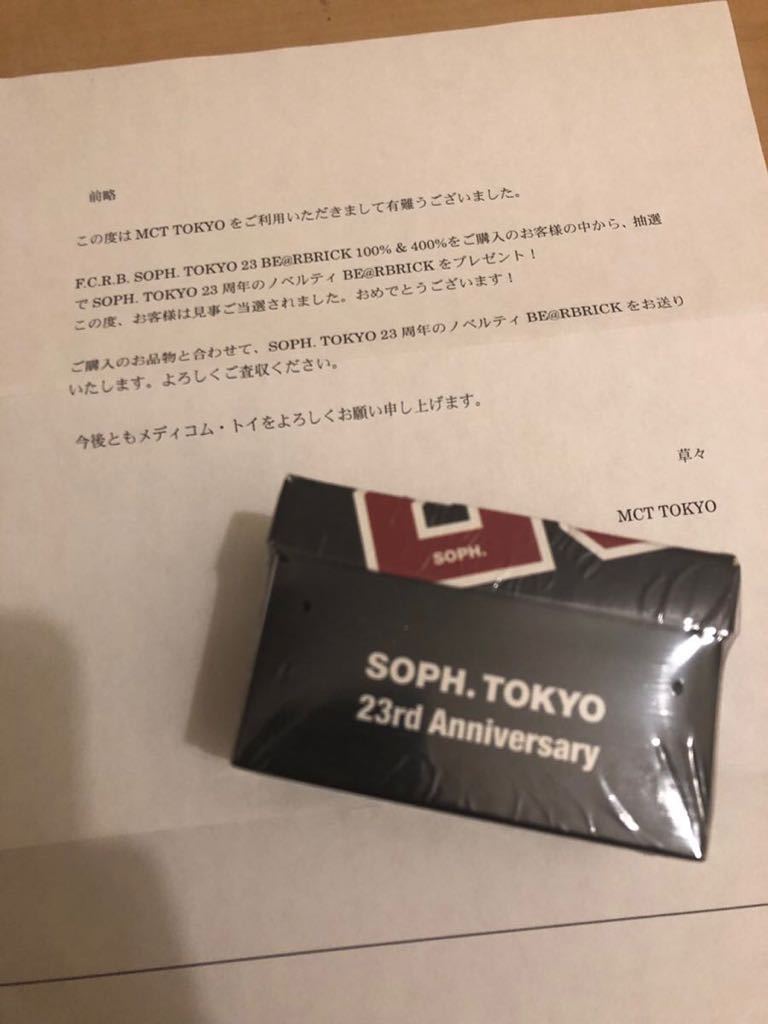 前略
この度は MCT TOKYO をご利用いただきまして有難うございました。
F.C.R.B. SOPH. TOKYO 23 BE@RBRICK 100% & 400%をご購入のお客様の中から、抽選
で SOPH. TOKYO 23 周年のノベルティ BE@RBRICK をプレゼント！
この度、お客様は見事ご当選されました。おめでとうございます！
ご購入のお品物と合わせて、SOPH. TOKYO 23 周年のノベルティ BE@RBRICK をお送り
いたします。よろしくご査収ください。
今後ともメディコム・トイをよろしくお願い申し上げます。
草々
MCT TOKYO
SOPH.
SOPH. TOKYO
23rd Anniversary